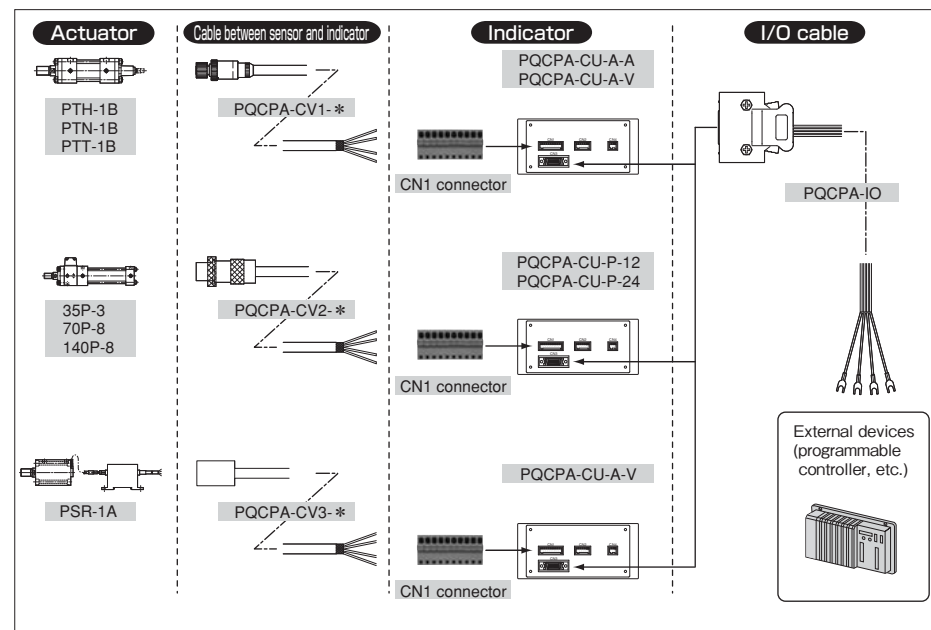 Actuator
Cable between sensor and indicator
Indicator
I/O cable
PTH-1B
PTN-1B
PTT-1B
PQCPA-CV1-*
PQCPA-CU-A-A
PQCPA-CU-A-V
CN1 connector
PQCPA-IO
35P-3
70P-8
140P-8
PQCPA-CV2-*
PQCPA-CU-P-12
PQCPA-CU-P-24
CN1 connector
External devices
(programmable
controller, etc.)
PSR-1A
PQCPA-CV3-*
PQCPA-CU-A-V
CN1 connector